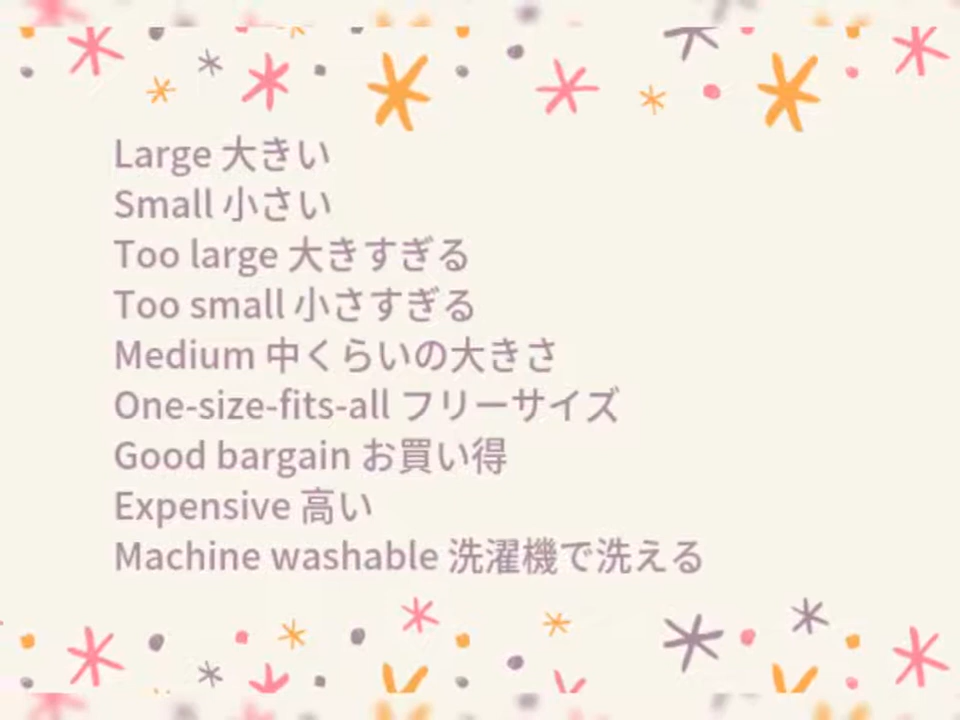 Large 大きい
Small 小さい
Too large 大きすぎる
Too small 小さすぎる
Medium 中くらいの大きさ
One-size-fits-all フリーサイズ
Good bargain お買い得
Expensive 高い
Machine washable 洗濯機で洗える